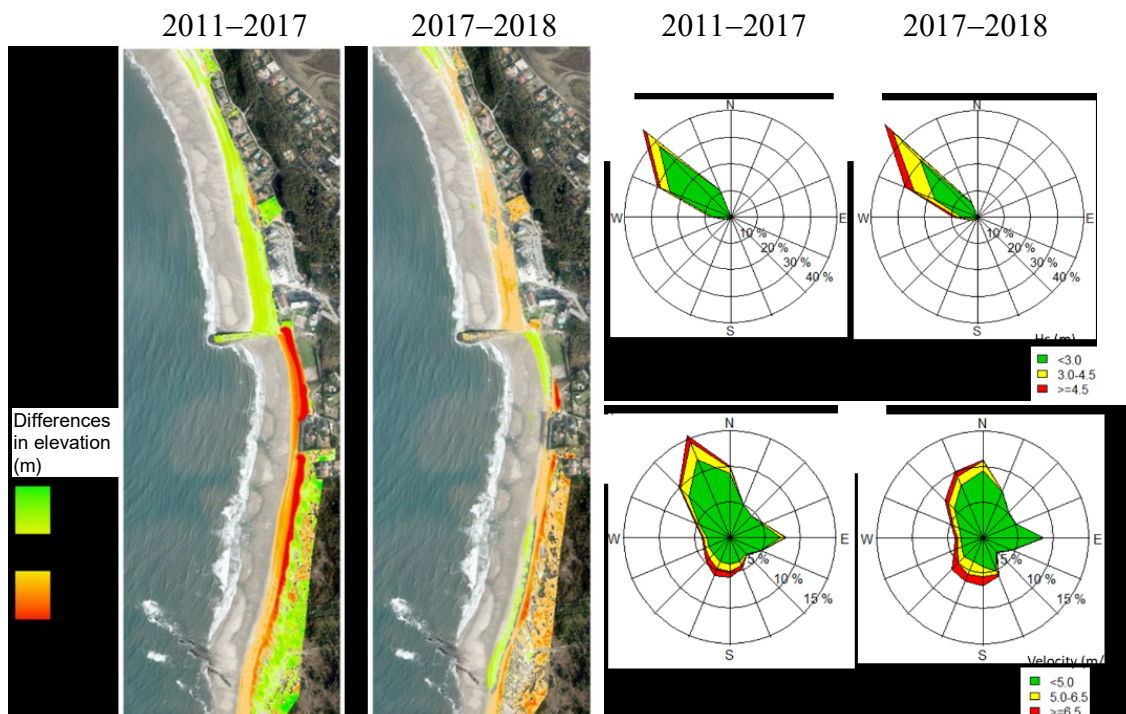 2011–2017
2017–2018
2011–2017
2017–2018
Differences
in elevation
(m)
N
W
E
S
10 %
20 %
30 %
40 %
N
W
E
S
10 %
20 %
30 %
40 %
Hs (m)
<3.0
3.0-4.5
>=4.5
N
W
E
S
5 %
10 %
15 %
N
W
E
S
5 %
10 %
15 %
Velocity (m/
<5.0
5.0-6.5
>=6.5